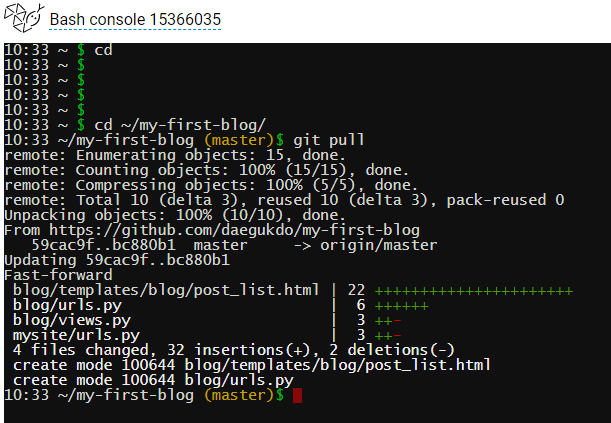 Bash console 15366035
10:33 ~ $ cd
10:33 ~ $
10:33 ~ $
10:33 ~ $
10:33 ~ $
10:33 ~ $ cd ~/my-first-blog/
10:33 ~/my-first-blog (master)$ git pull
remote: Enumerating objects: 15, done.
remote: Counting objects: 100% (15/15), done.
remote: Compressing objects: 100% (5/5), done.
remote: Total 10 (delta 3), reused 10 (delta 3), pack-reused 0
Unpacking objects: 100% (10/10), done.
From https://github.com/daegukdo/my-first-blog
   59cac9f..bc880b1  master     -> origin/master
Updating 59cac9f..bc880b1
Fast-forward
 blog/templates/blog/post_list.html | 22 ++++++++++++++++++++++
 blog/urls.py                       |  6 ++++++
 blog/views.py                      |  3 ++-
 mysite/urls.py                     |  3 ++-
 4 files changed, 32 insertions(+), 2 deletions(-)
 create mode 100644 blog/templates/blog/post_list.html
 create mode 100644 blog/urls.py
10:33 ~/my-first-blog (master)$